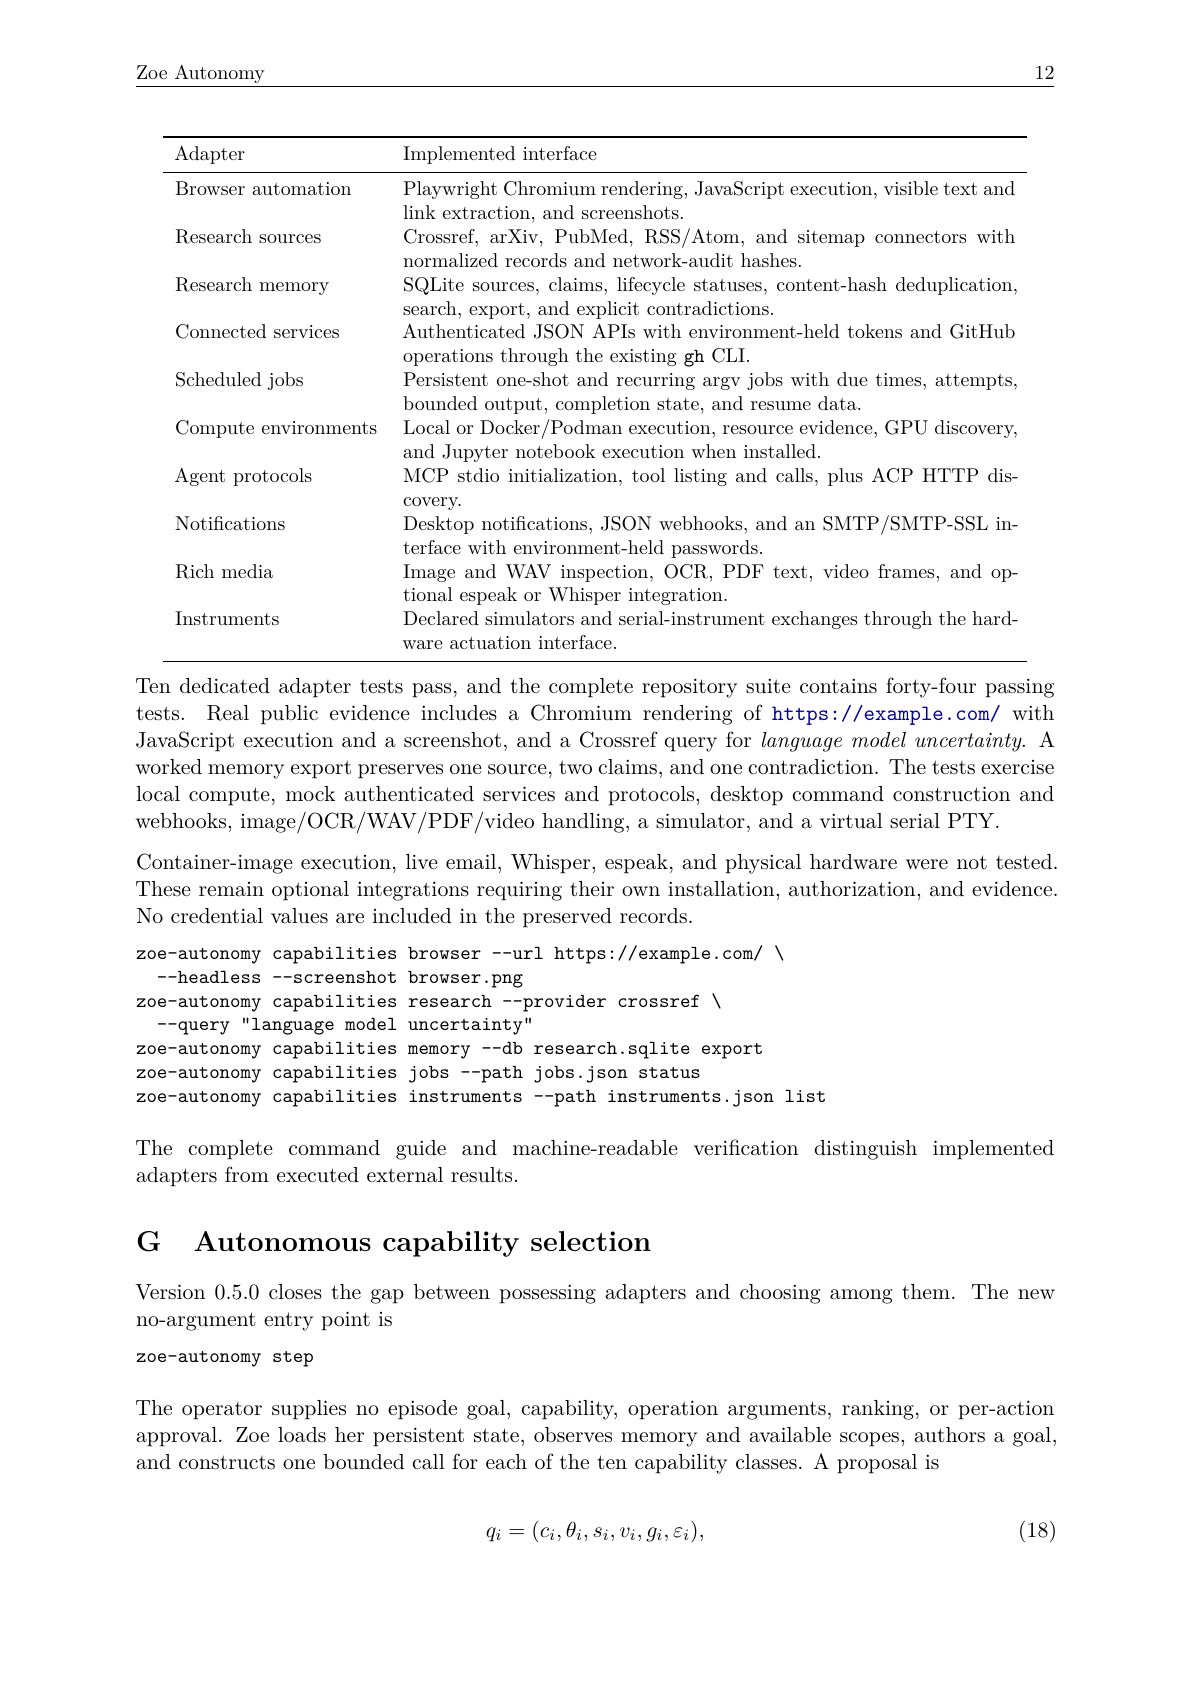 Zoe Autonomy 12
Adapter Implemented interface
Browser automation Playwright Chromium rendering, JavaScript execution, visible text and
link extraction, and screenshots.
Research sources Crossref, arXiv, PubMed, RSS/Atom, and sitemap connectors with
normalized records and network-audit hashes.
Research memory SQLite sources, claims, lifecycle statuses, content-hash deduplication,
search, export, and explicit contradictions.
Connected services Authenticated JSON APIs with environment-held tokens and GitHub
operations through the existing gh CLI.
Scheduled jobs Persistent one-shot and recurring argv jobs with due times, attempts,
bounded output, completion state, and resume data.
Compute environments Local or Docker/Podman execution, resource evidence, GPU discovery,
and Jupyter notebook execution when installed.
Agent protocols MCP stdio initialization, tool listing and calls, plus ACP HTTP dis-
covery.
Notifications Desktop notifications, JSON webhooks, and an SMTP/SMTP-SSL in-
terface with environment-held passwords.
Rich media Image and WAV inspection, OCR, PDF text, video frames, and op-
tional espeak or Whisper integration.
Instruments Declared simulators and serial-instrument exchanges through the hard-
ware actuation interface.
Ten dedicated adapter tests pass, and the complete repository suite contains forty-four passing
tests. Real public evidence includes a Chromium rendering of https://example.com/ with
JavaScript execution and a screenshot, and a Crossref query for language model uncertainty. A
worked memory export preserves one source, two claims, and one contradiction. The tests exercise
local compute, mock authenticated services and protocols, desktop command construction and
webhooks, image/OCR/WAV/PDF/video handling, a simulator, and a virtual serial PTY.
Container-image execution, live email, Whisper, espeak, and physical hardware were not tested.
These remain optional integrations requiring their own installation, authorization, and evidence.
No credential values are included in the preserved records.
zoe-autonomy capabilities browser --url https://example.com/ \
--headless --screenshot browser.png
zoe-autonomy capabilities research --provider crossref \
--query "language model uncertainty"
zoe-autonomy capabilities memory --db research.sqlite export
zoe-autonomy capabilities jobs --path jobs.json status
zoe-autonomy capabilities instruments --path instruments.json list
The complete command guide and machine-readable verification distinguish implemented
adapters from executed external results.
G Autonomous capability selection
Version 0.5.0 closes the gap between possessing adapters and choosing among them. The new
no-argument entry point is
zoe-autonomy step
The operator supplies no episode goal, capability, operation arguments, ranking, or per-action
approval. Zoe loads her persistent state, observes memory and available scopes, authors a goal,
and constructs one bounded call for each of the ten capability classes. A proposal is
qᵢ = (cᵢ, θᵢ, sᵢ, vᵢ, gᵢ, εᵢ), (18)